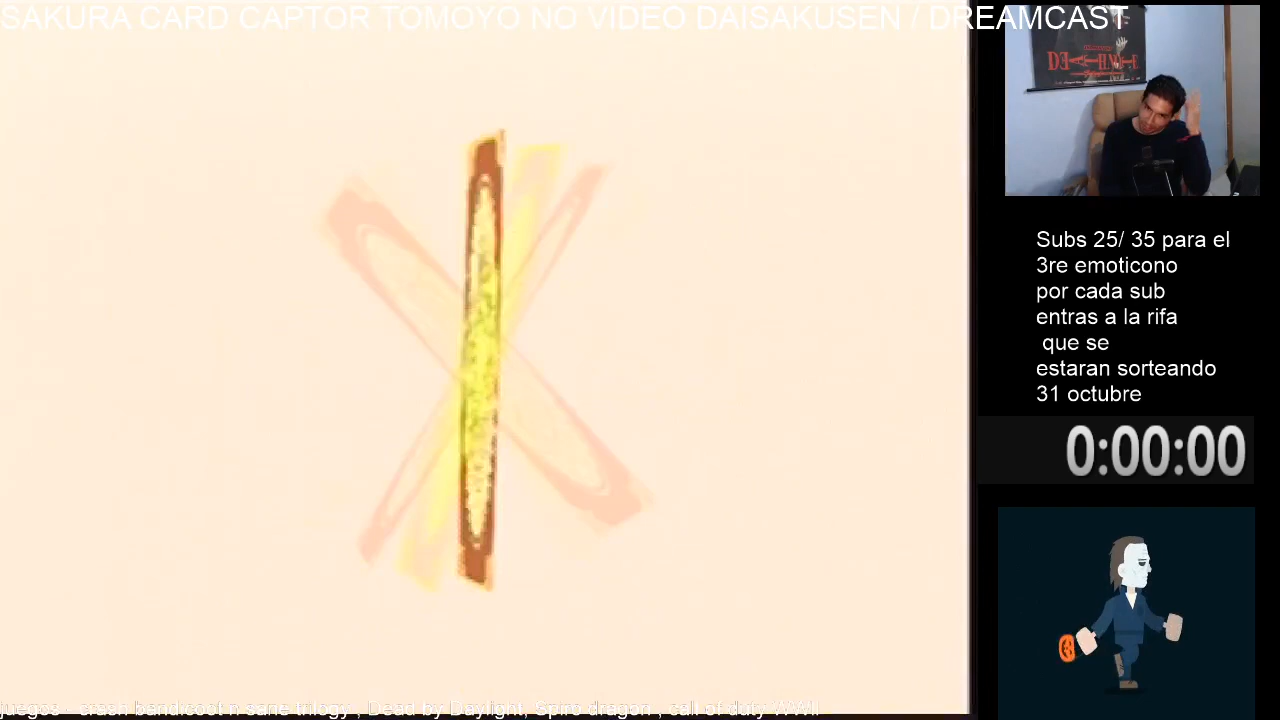 SAKURA CARD CAPTOR TOMOYO NO VIDEO DAISAKUSEN / DREAMCAST
DEATH NOTE
Subs 25/ 35 para el
3re emoticono
por cada sub
entras a la rifa
que se
estaran sorteando
31 octubre
0:00:00
juegos - crash bandicoot n sane trilogy , Dead by Daylight, Spiro dragon , call of duty WWII